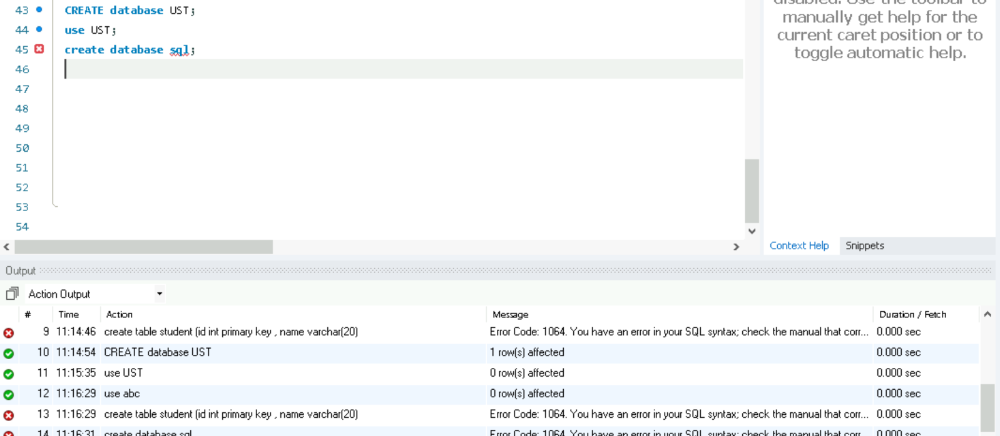 43 CREATE database UST;
44 use UST;
45 create database sql;
46
47
48
49
50
51
52
53
54
disabled. Use the toolbar to
manually get help for the
current caret position or to
toggle automatic help.
Context Help Snippets
Output
Action Output
# Time Action Message Duration / Fetch
9 11:14:46 create table student (id int primary key , name varchar(20) Error Code: 1064. You have an error in your SQL syntax; check the manual that corr... 0.000 sec
10 11:14:54 CREATE database UST 1 row(s) affected 0.000 sec
11 11:15:35 use UST 0 row(s) affected 0.000 sec
12 11:16:29 use abc 0 row(s) affected 0.000 sec
13 11:16:29 create table student (id int primary key , name varchar(20) Error Code: 1064. You have an error in your SQL syntax; check the manual that corr... 0.000 sec
14 11:16:31 create database sql Error Code: 1064. You have an error in your SQL syntax; check the manual that corr... 0.000 sec